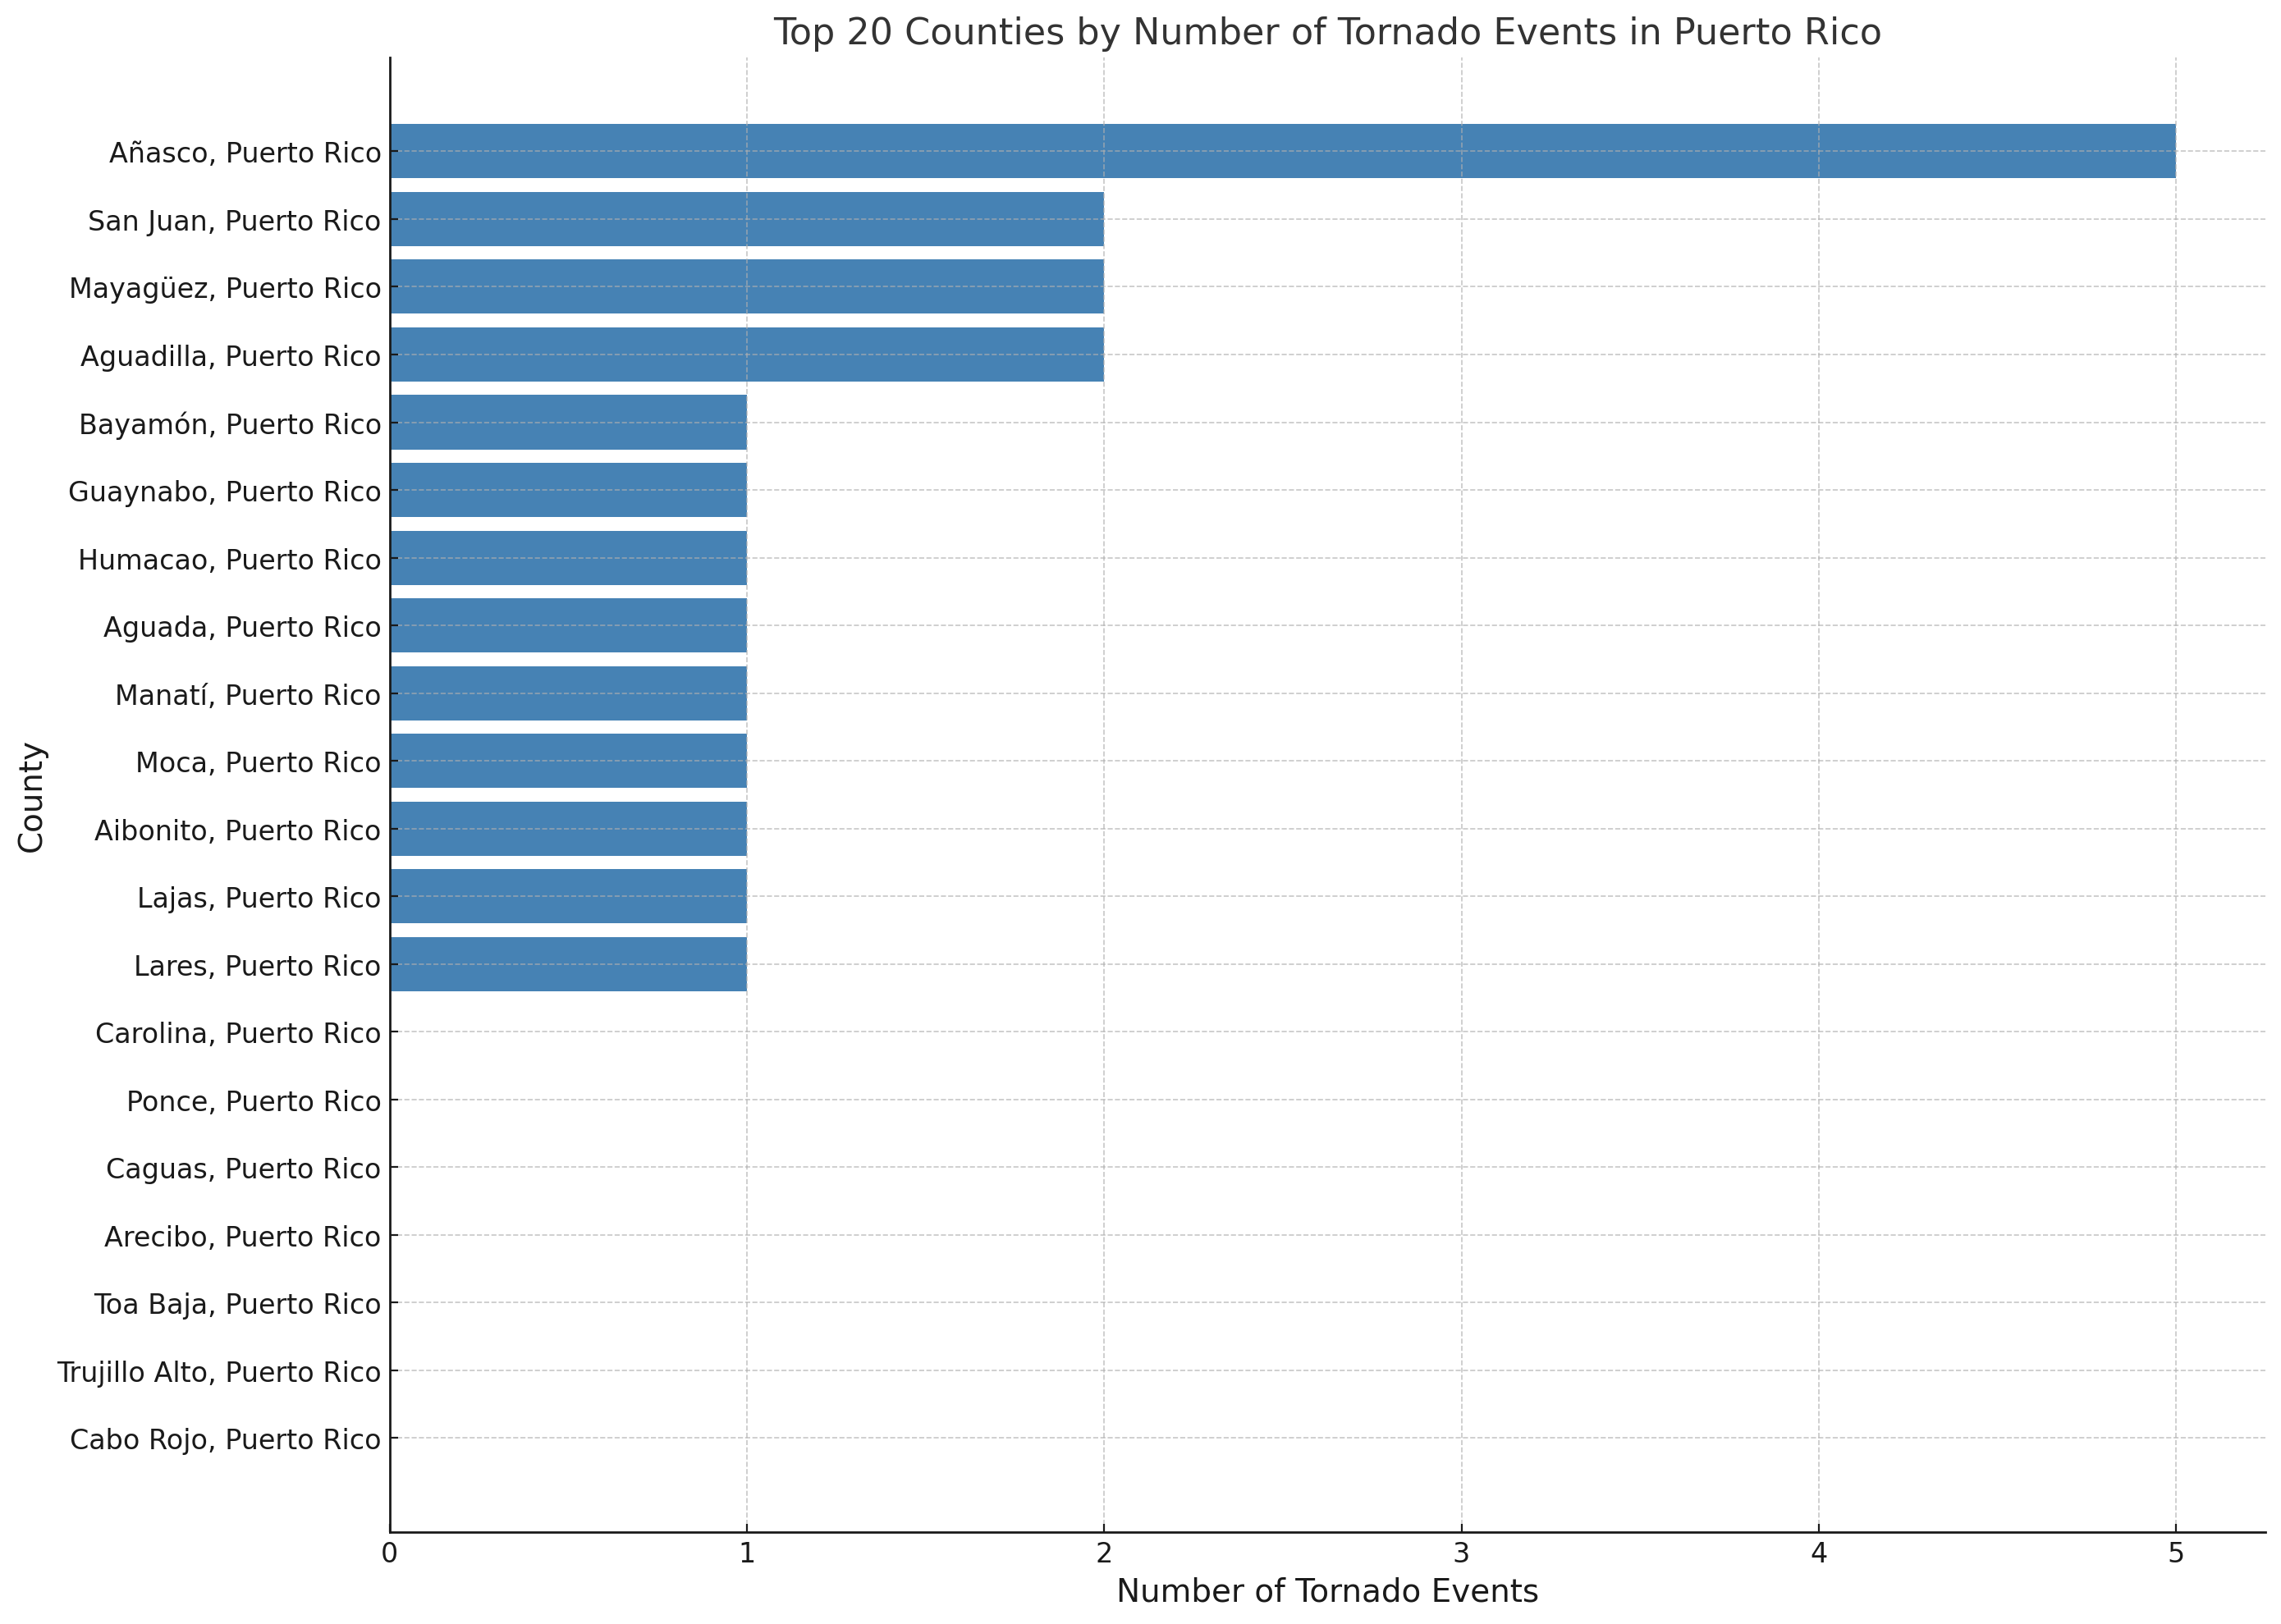 Top 20 Counties by Number of Tornado Events in Puerto Rico
Añasco, Puerto Rico
San Juan, Puerto Rico
Mayagüez, Puerto Rico
Aguadilla, Puerto Rico
Bayamón, Puerto Rico
Guaynabo, Puerto Rico
Humacao, Puerto Rico
Aguada, Puerto Rico
Manatí, Puerto Rico
Moca, Puerto Rico
Aibonito, Puerto Rico
Lajas, Puerto Rico
Lares, Puerto Rico
Carolina, Puerto Rico
Ponce, Puerto Rico
Caguas, Puerto Rico
Arecibo, Puerto Rico
Toa Baja, Puerto Rico
Trujillo Alto, Puerto Rico
Cabo Rojo, Puerto Rico
County
0 1 2 3 4 5
Number of Tornado Events